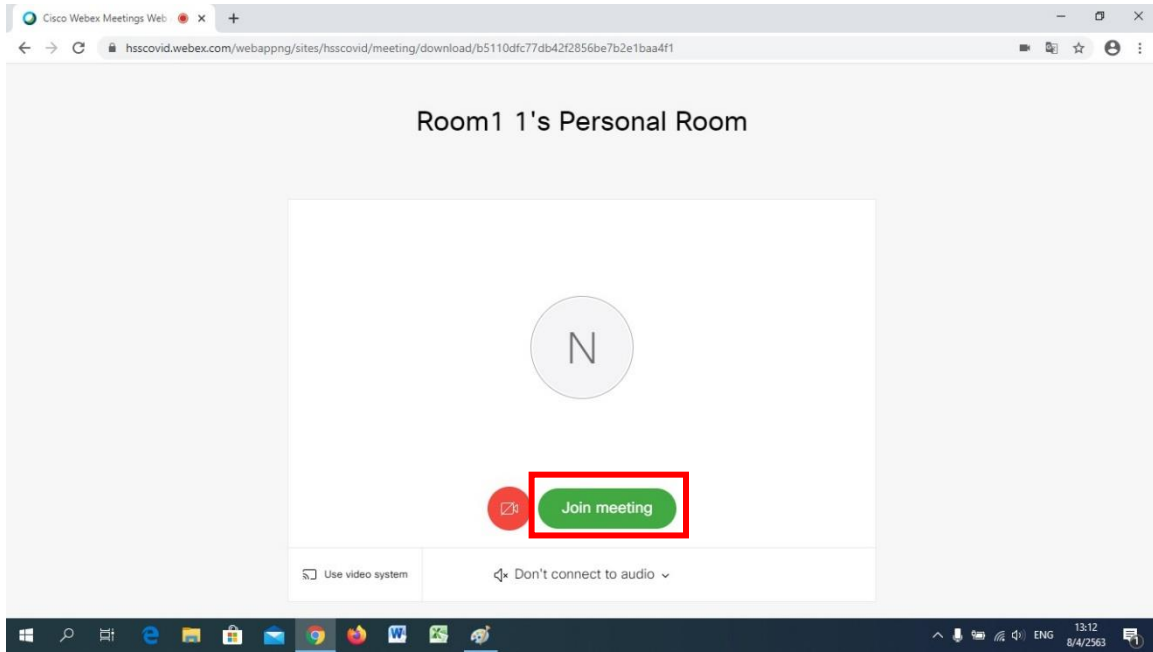 Cisco Webex Meetings Web
hsscovid.webex.com/webappng/sites/hsscovid/meeting/download/b5110dfc77db42f2856be7b2e1baa4f1
Room1 1's Personal Room
N
Join meeting
Use video system
Don't connect to audio
ENG
13:12
8/4/2563
1